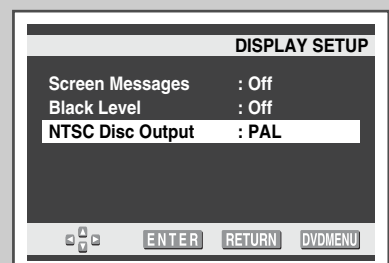 DISPLAY SETUP
Screen Messages : Off
Black Level : Off
NTSC Disc Output : PAL
ENTER RETURN DVDMENU